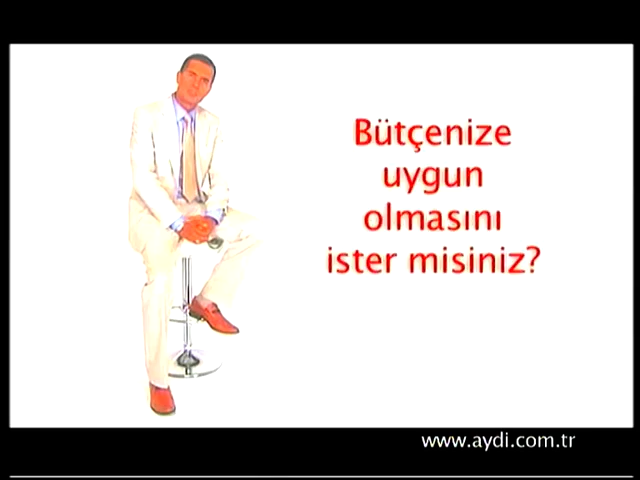 Bütçenize
uygun
olmasını
ister misiniz?
www.aydi.com.tr